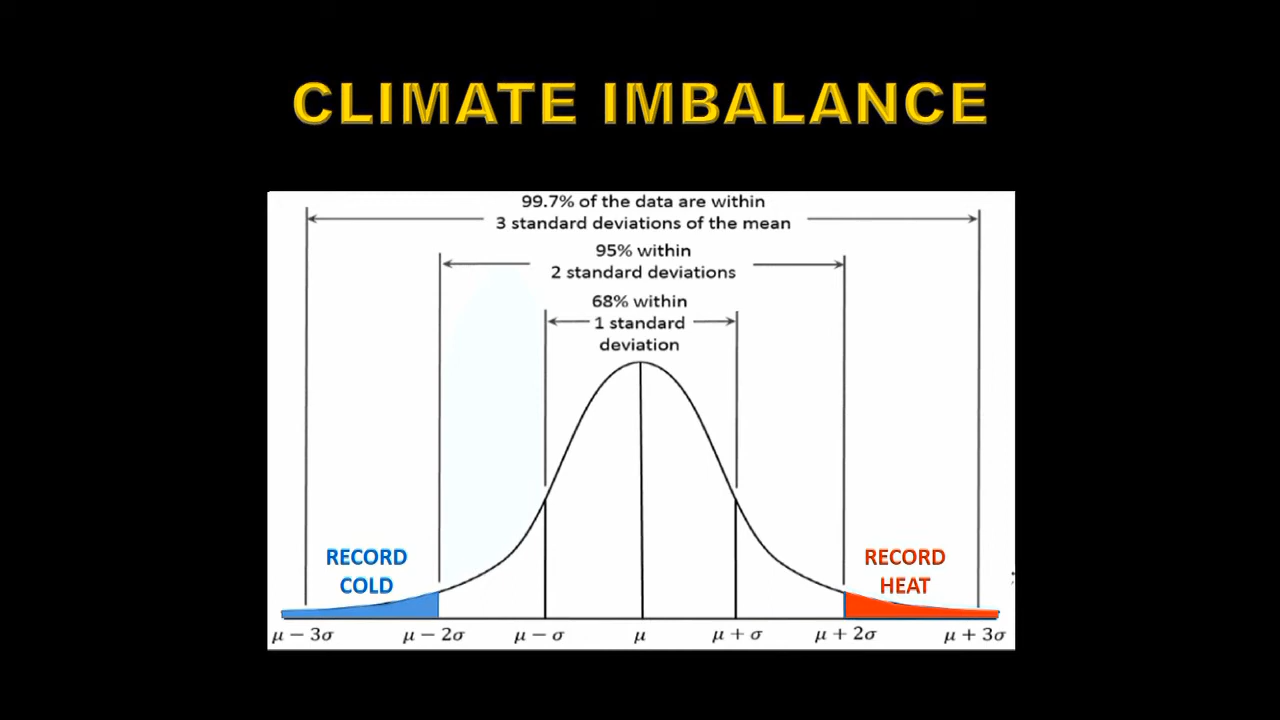 CLIMATE IMBALANCE
99.7% of the data are within
3 standard deviations of the mean
95% within
2 standard deviations
68% within
1 standard
deviation
RECORD
COLD
RECORD
HEAT
μ − 3σ
μ − 2σ
μ − σ
μ
μ + σ
μ + 2σ
μ + 3σ